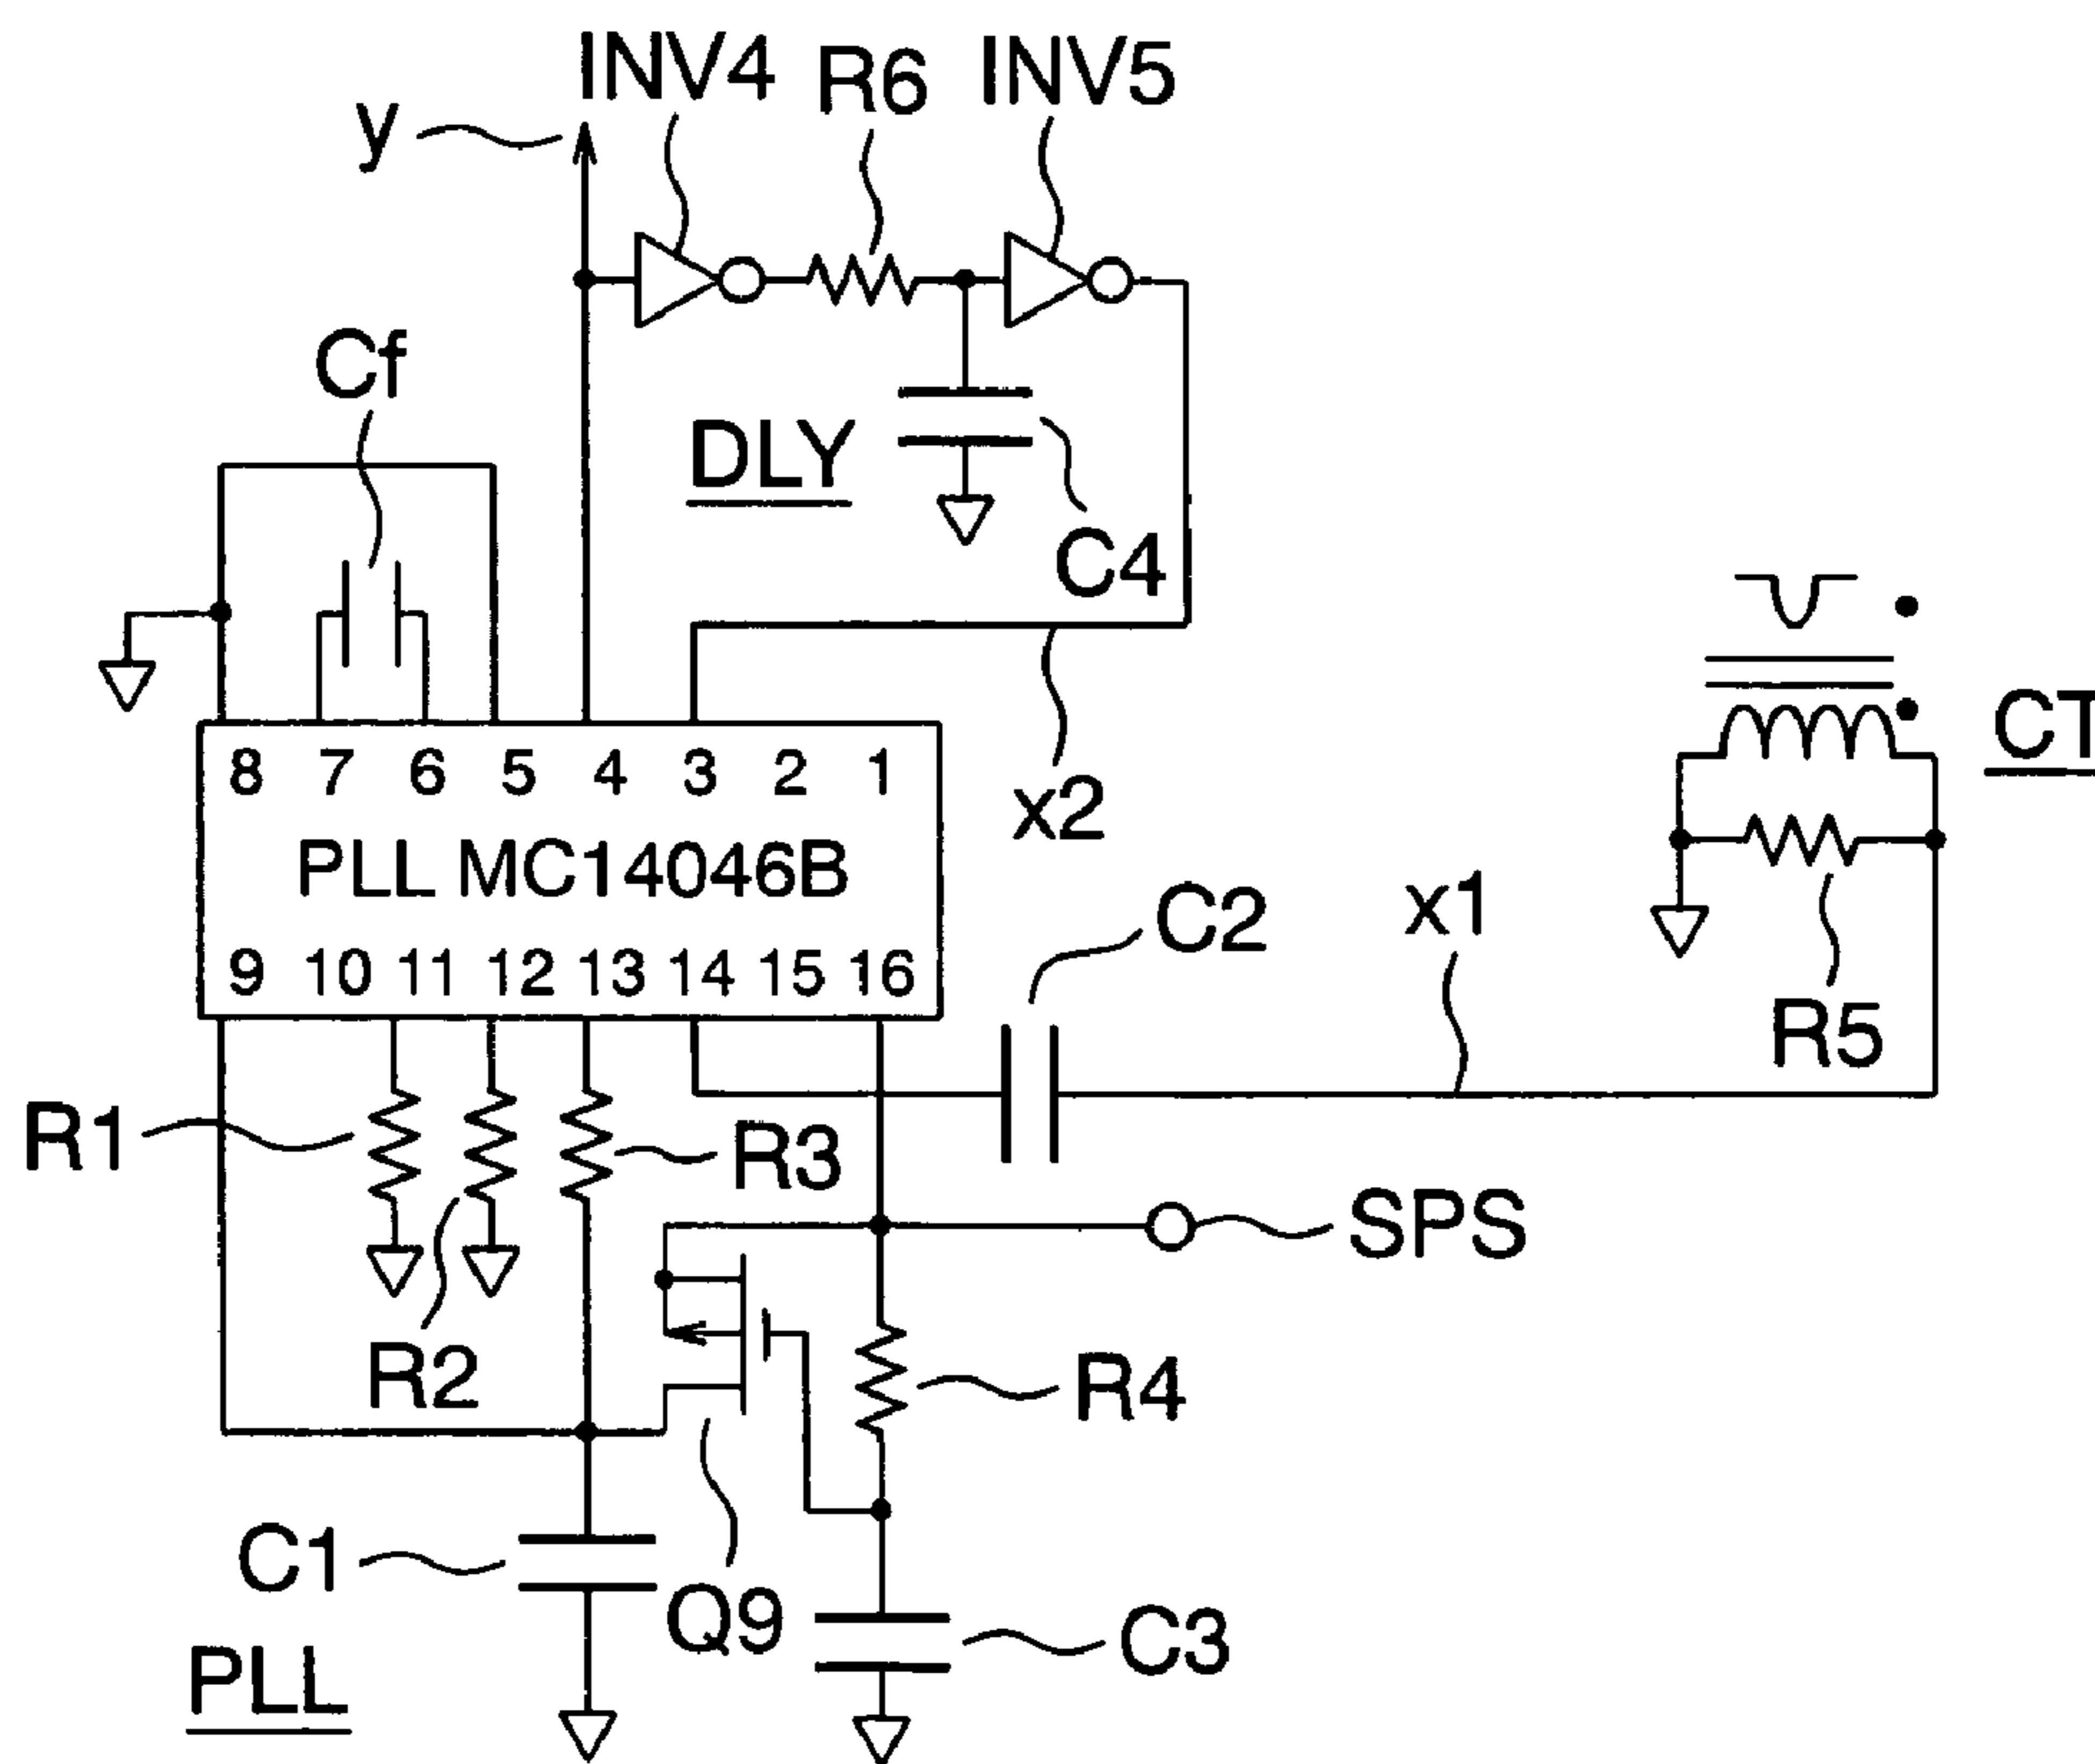 INV4
R6
INV5
y
Cf
DLY
C4
CT
8 7 6 5 4 3 2 1
x2
PLL MC14046B
x1
C2
9 10 11 12 13 14 15 16
R5
R1
R3
SPS
R2
R4
C1
Q9
C3
PLL